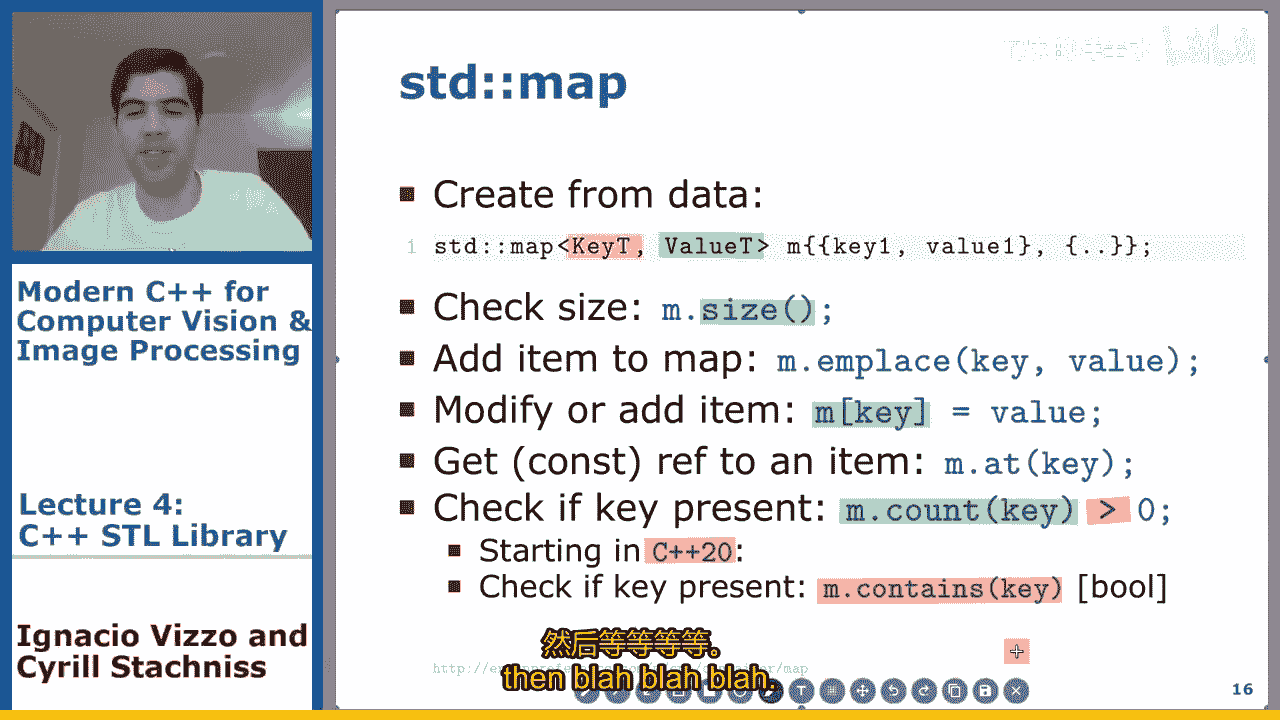 std::map
Create from data:
1 std::map<KeyT, ValueT> m{{key1, value1}, {..}};
Check size: m.size();
Add item to map: m.emplace(key, value);
Modify or add item: m[key] = value;
Get (const) ref to an item: m.at(key);
Check if key present: m.count(key) > 0;
Starting in C++20:
Check if key present: m.contains(key) [bool]
Modern C++ for
Computer Vision &
Image Processing
Lecture 4:
C++ STL Library
Ignacio Vizzo and
Cyrill Stachniss
然后等等等等。
then blah blah blah.
16